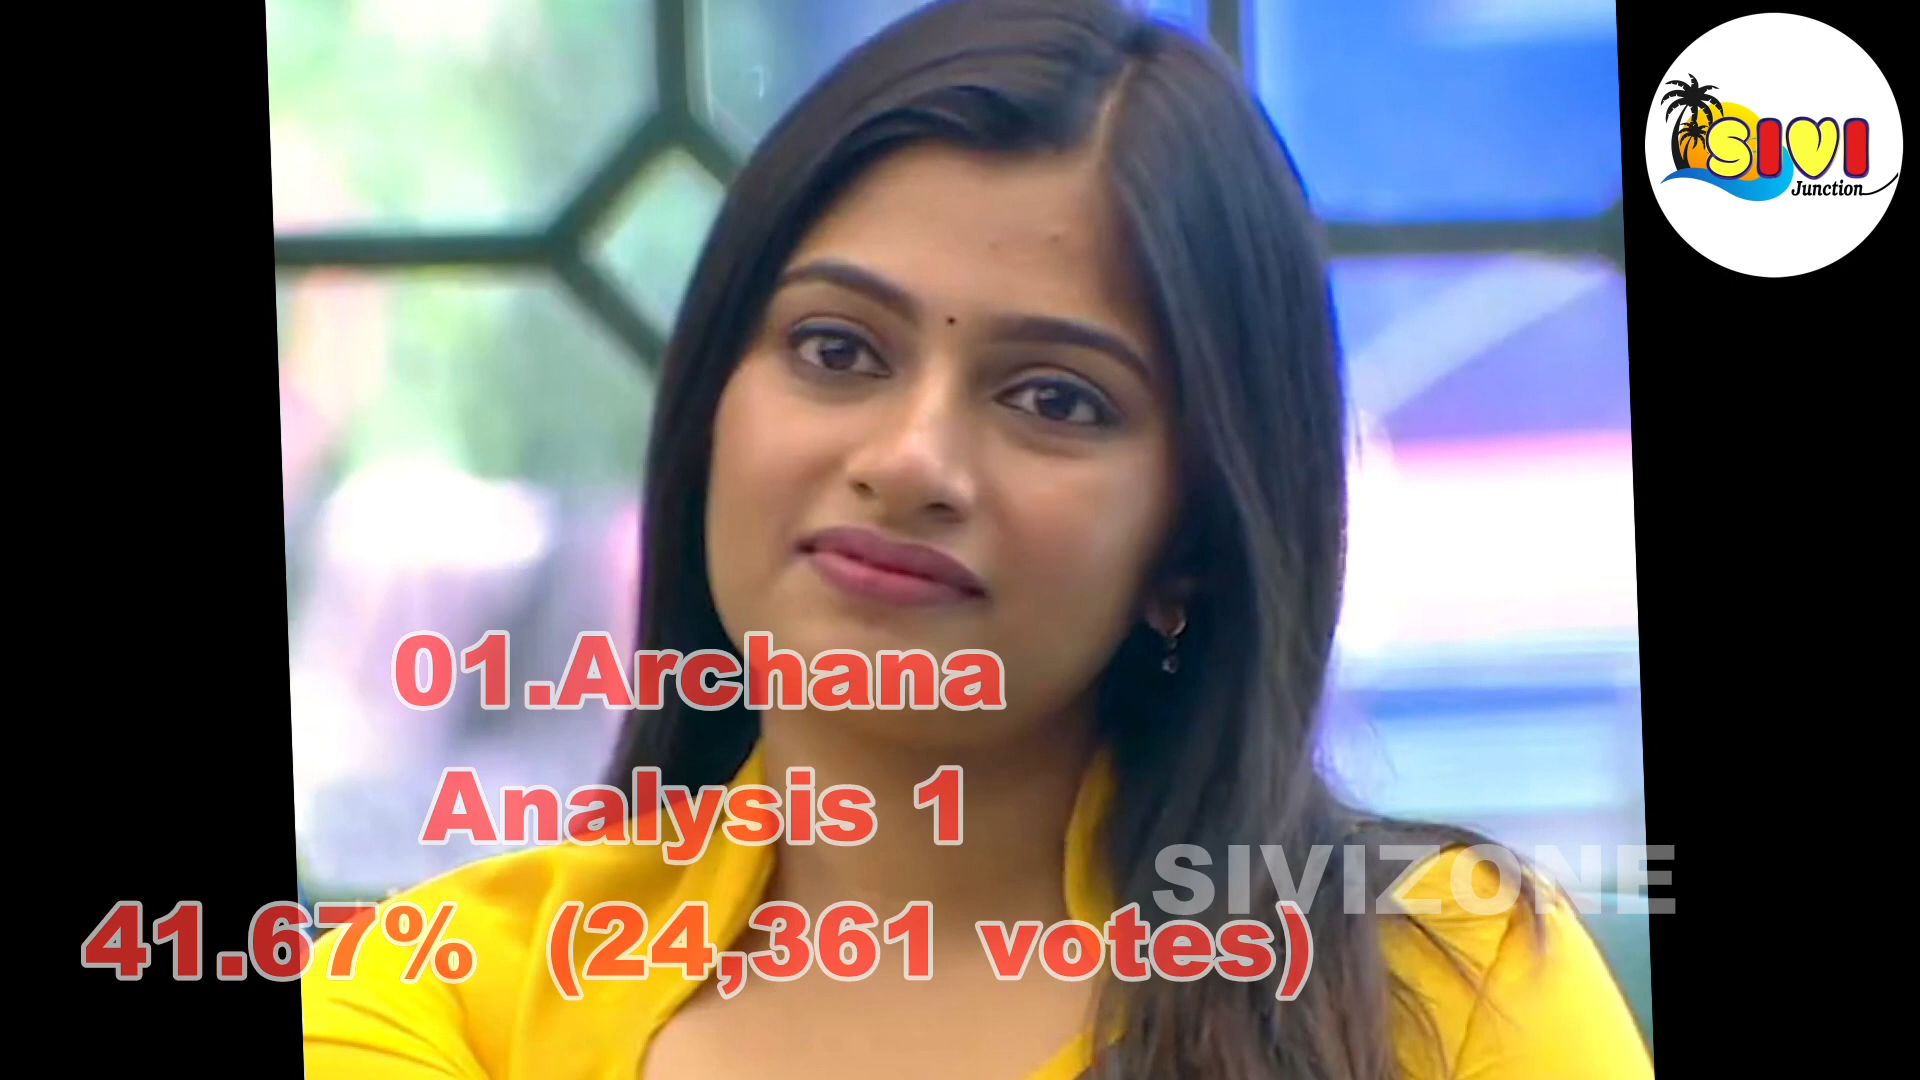 SIVI
Junction
01.Archana
Analysis 1
SIVIZONE
41.67% (24,361 votes)